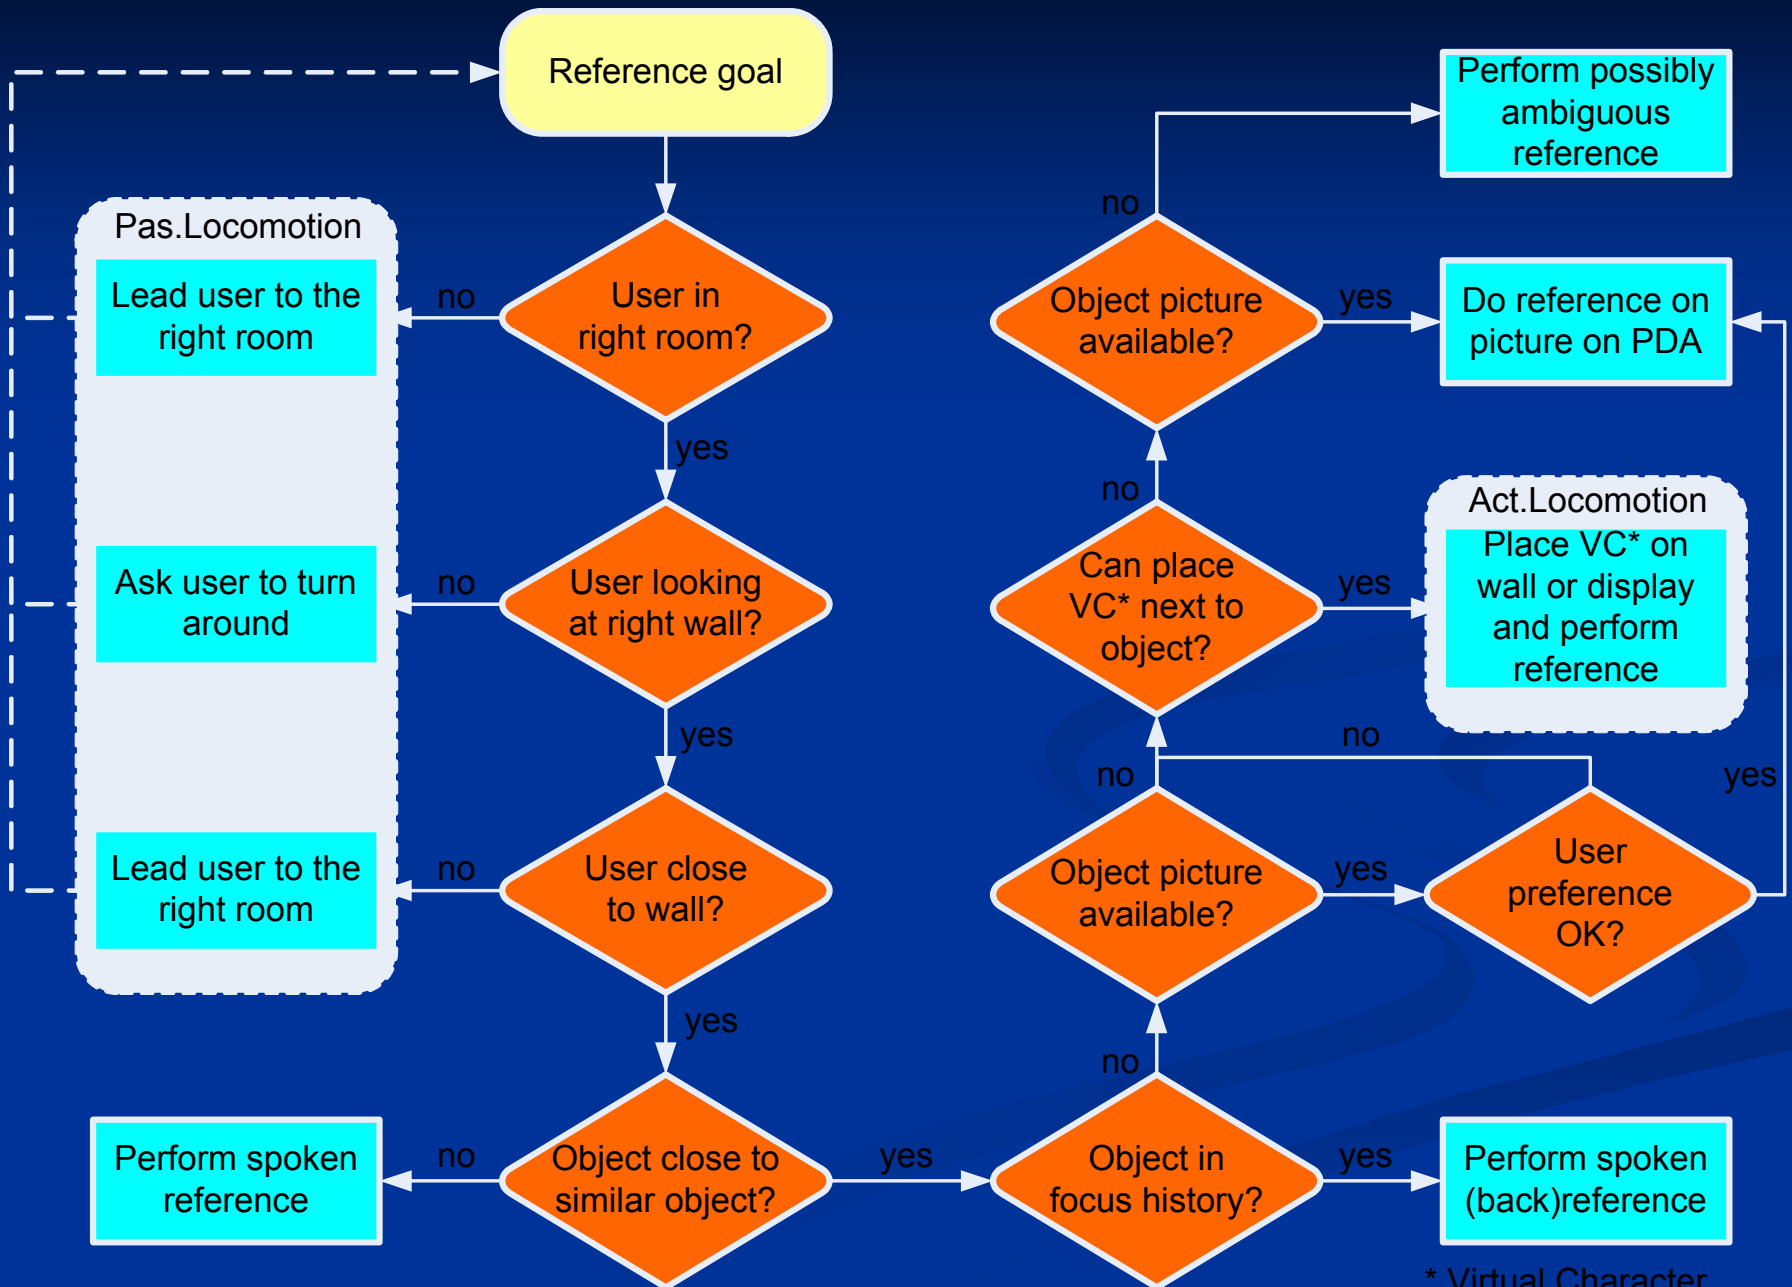 Reference goal
Pas.Locomotion
Lead user to the
right room
no
User in
right room?
yes
Ask user to turn
around
no
User looking
at right wall?
yes
Lead user to the
right room
no
User close
to wall?
yes
Perform spoken
reference
no
Object close to
similar object?
yes
Object in
focus history?
yes
Perform spoken
(back)reference
no
Object picture
available?
yes
User
preference
OK?
yes
no
no
Can place
VC* next to
object?
yes
Act.Locomotion
Place VC* on
wall or display
and perform
reference
no
Object picture
available?
yes
Do reference on
picture on PDA
no
Perform possibly
ambiguous
reference
* Virtual Character